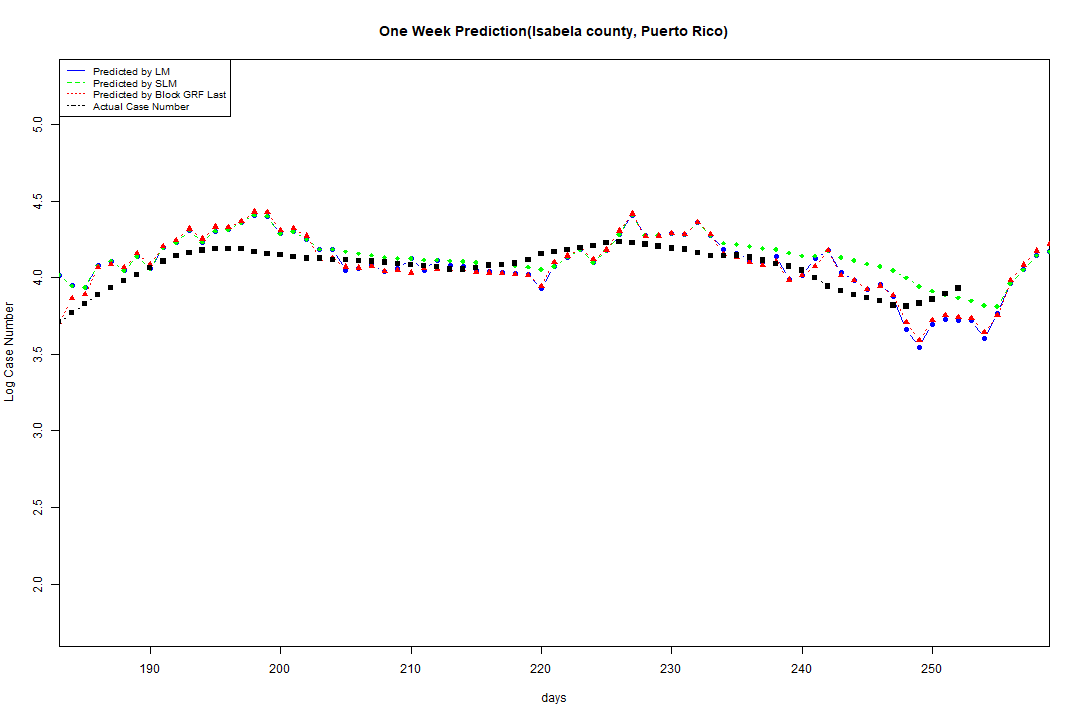 One Week Prediction(Isabela county, Puerto Rico)
Predicted by LM
Predicted by SLM
Predicted by Block GRF Last
Actual Case Number
5.0
4.5
4.0
3.5
3.0
2.5
2.0
Log Case Number
190 200 210 220 230 240 250
days